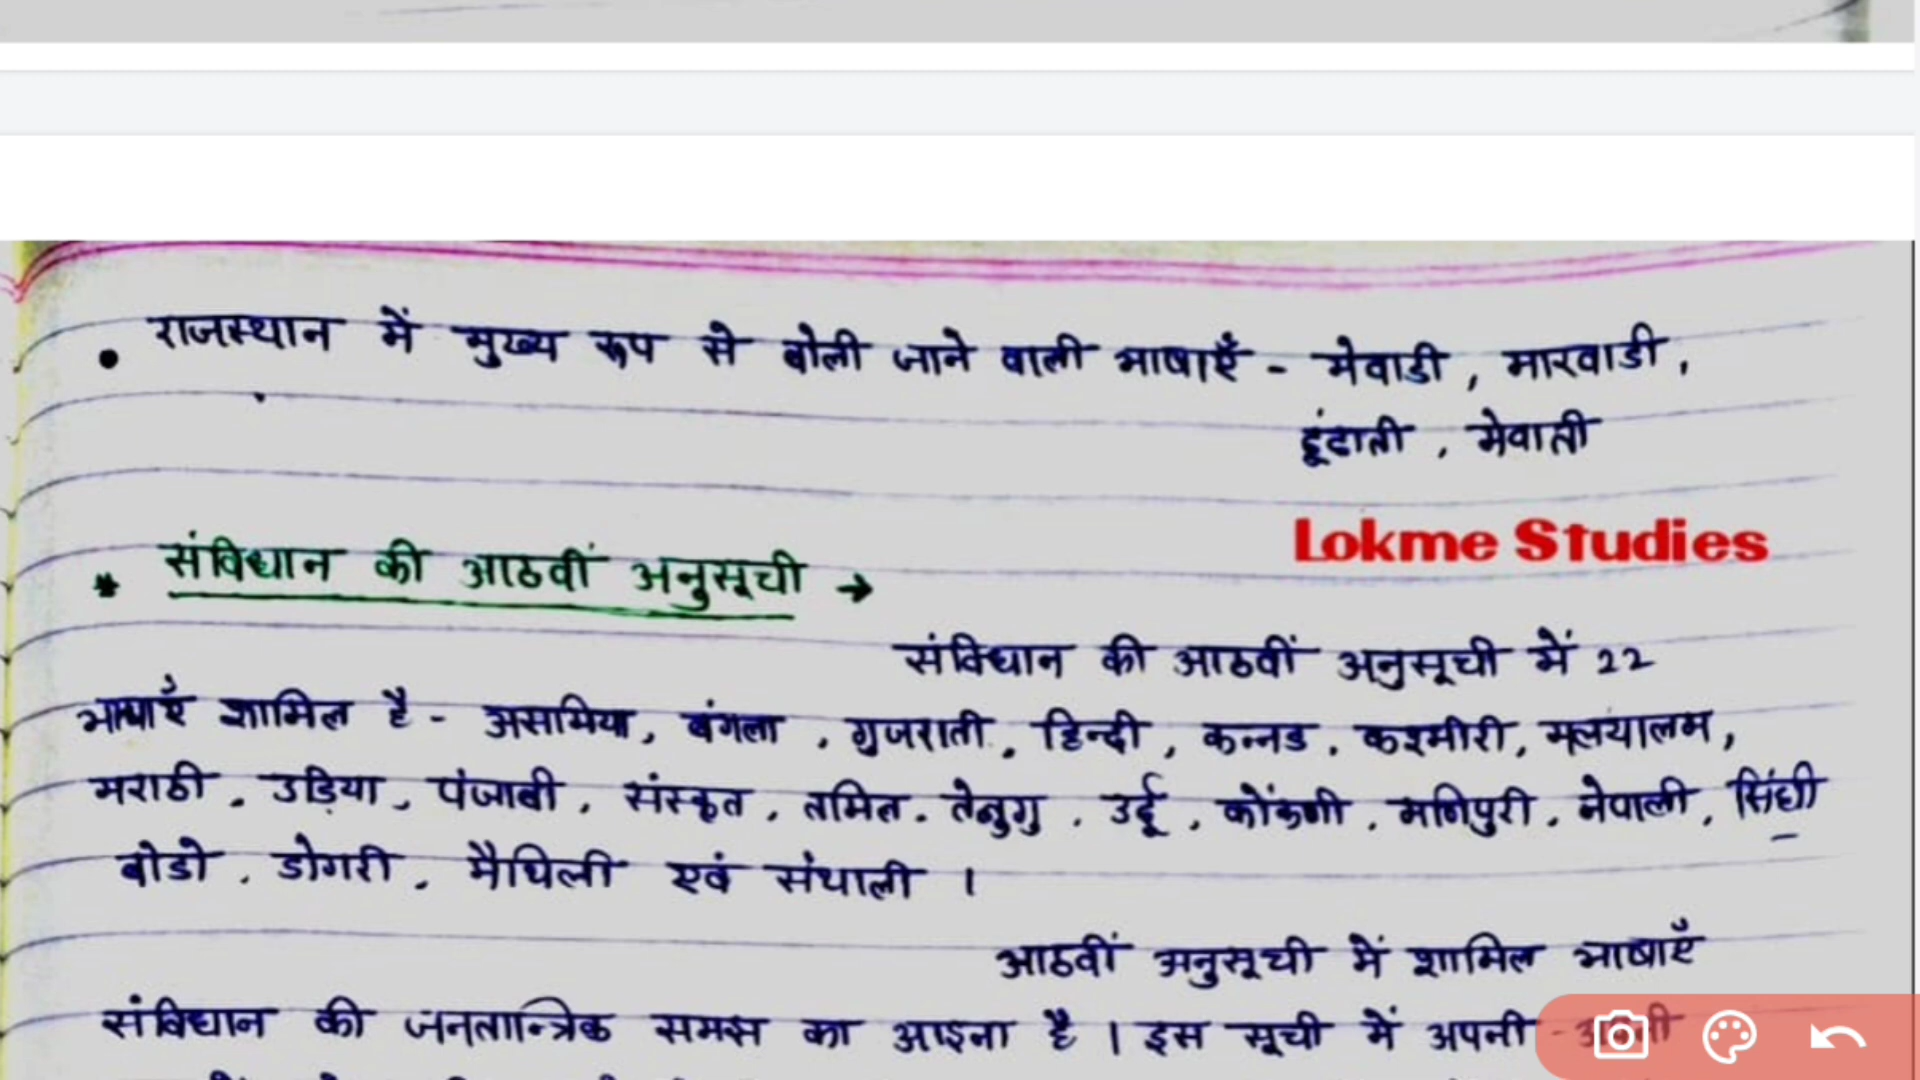 • राजस्थान में मुख्य रूप से बोली जाने वाली भाषाएँ - मेवाडी, मारवाडी,
ढूंढाली, मेवाती
Lokme Studies
* संविधान की आठवीं अनुसूची →
संविधान की आठवीं अनुसूची में 22
भाषाएँ शामिल है - असामिया, बंगला, गुजराती, हिन्दी, कन्नड, कश्मीरी, मलयालम,
मराठी, उड़िया, पंजाबी, संस्कृत, तमिल, तेलुगु, उर्दू, कोंकणी, मणिपुरी, नेपाली, सिंधी
बोडो, डोगरी, मैथिली एवं संथाली ।
आठवीं अनुसूची में शामिल भाषाएँ
संविधान की जनतान्त्रिक समझ का आइना है । इस सूची में अपनी -